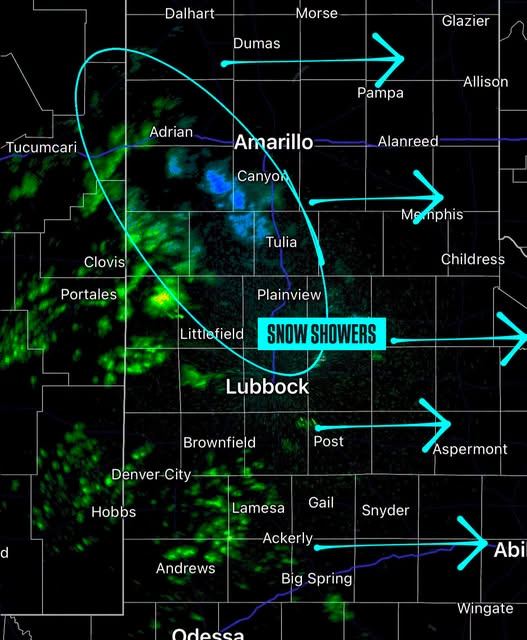 Dalhart
Morse
Glazier
Dumas
Allison
Pampa
Adrian
Amarillo
Alanreed
Tucumcari
Canyon
Memphis
Tulia
Clovis
Childress
Portales
Plainview
Littlefield
SNOW SHOWERS
Lubbock
Brownfield
Post
Aspermont
Denver City
Gail
Lamesa
Snyder
Hobbs
Ackerly
d
Abi
Andrews
Big Spring
Wingate
Odessa